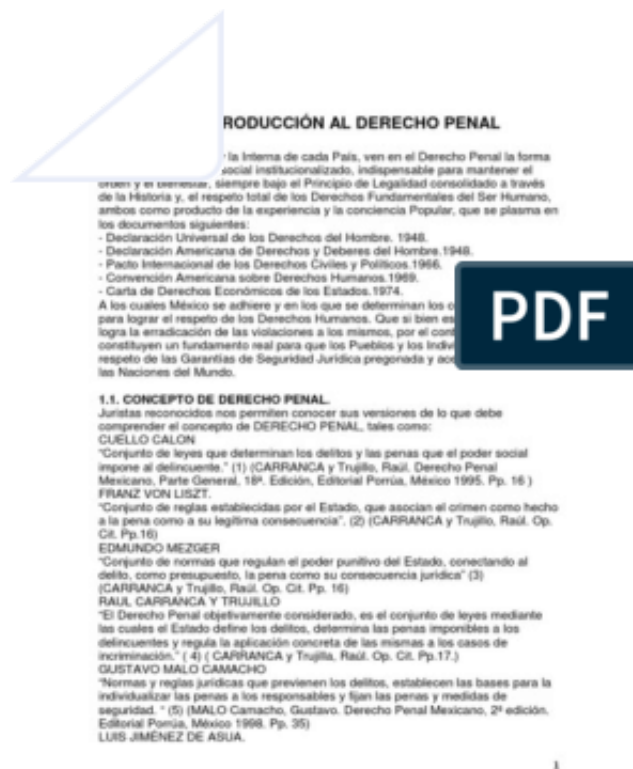 RODUCCIÓN AL DERECHO PENAL
la Interna de cada País, ven en el Derecho Penal la forma
social institucionalizado, indispensable para mantener el
orden y el bienestar, siempre bajo el Principio de Legalidad consolidado a través
de la Historia y, el respeto total de los Derechos Fundamentales del Ser Humano,
ambos como producto de la experiencia y la conciencia Popular, que se plasma en
los documentos siguientes:
- Declaración Universal de los Derechos del Hombre. 1948.
- Declaración Americana de Derechos y Deberes del Hombre.1948.
- Pacto Internacional de los Derechos Civiles y Políticos.1966.
- Convención Americana sobre Derechos Humanos.1969.
- Carta de Derechos Económicos de los Estados.1974.
A los cuales México se adhiere y en los que se determinan los
para lograr el respeto de los Derechos Humanos. Que si bien es
logra la erradicación de las violaciones a los mismos, por el
constituyen un fundamento real para que los Pueblos y los
respeto de las Garantías de Seguridad Jurídica pregonada y
las Naciones del Mundo.
PDF
1.1. CONCEPTO DE DERECHO PENAL.
Juristas reconocidos nos permiten conocer sus versiones de lo que debe
comprender el concepto de DERECHO PENAL, tales como:
CUELLO CALON
"Conjunto de leyes que determinan los delitos y las penas que el poder social
impone al delincuente." (1) (CARRANCA y Trujillo, Raúl. Derecho Penal
Mexicano, Parte General, 18ª. Edición, Editorial Porrúa, México 1995. Pp. 16 )
FRANZ VON LISZT.
"Conjunto de reglas establecidas por el Estado, que asocian el crimen como hecho
a la pena como a su legítima consecuencia". (2) (CARRANCA y Trujillo, Raúl. Op.
Cit. Pp.16)
EDMUNDO MEZGER
"Conjunto de normas que regulan el poder punitivo del Estado, conectando al
delito, como presupuesto, la pena como su consecuencia jurídica" (3)
(CARRANCA y Trujillo, Raúl. Op. Cit. Pp. 16)
RAUL CARRANCA Y TRUJILLO
"El Derecho Penal objetivamente considerado, es el conjunto de leyes mediante
las cuales el Estado define los delitos, determina las penas imponibles a los
delincuentes y regula la aplicación concreta de las mismas a los casos de
incriminación." ( 4) ( CARRANCA y Trujilla, Raúl. Op. Cit. Pp.17.)
GUSTAVO MALO CAMACHO
"Normas y reglas jurídicas que previenen los delitos, establecen las bases para la
individualizar las penas a los responsables y fijan las penas y medidas de
seguridad. " (5) (MALO Camacho, Gustavo. Derecho Penal Mexicano, 2ª edición.
Editorial Porrúa, México 1998. Pp. 35)
LUIS JIMÉNEZ DE ASUA.
1